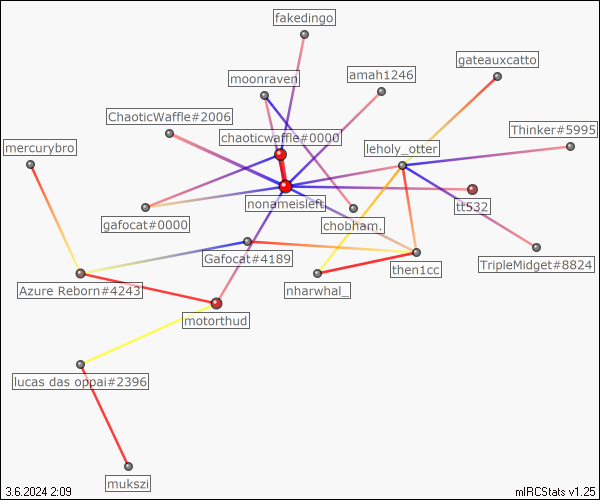 fakedingo
gateauxcatto
moonraven
amah1246
ChaoticWaffle#2006
Thinker#5995
chaoticwaffle#0000
mercurybro
leholy_otter
nonameisleft
tt532
gafocat#0000
chobham.
Gafocat#4189
then1cc
TripleMidget#8824
Azure Reborn#4243
nharwhal_
motorthud
lucas das oppai#2396
mukszi
3.6.2024 2:09
mIRCStats v1.25